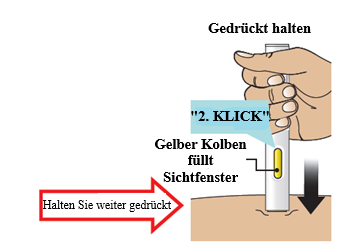 Gedrückt halten
"2. KLICK"
Gelber Kolben
füllt
Sichtfenster
Halten Sie weiter gedrückt